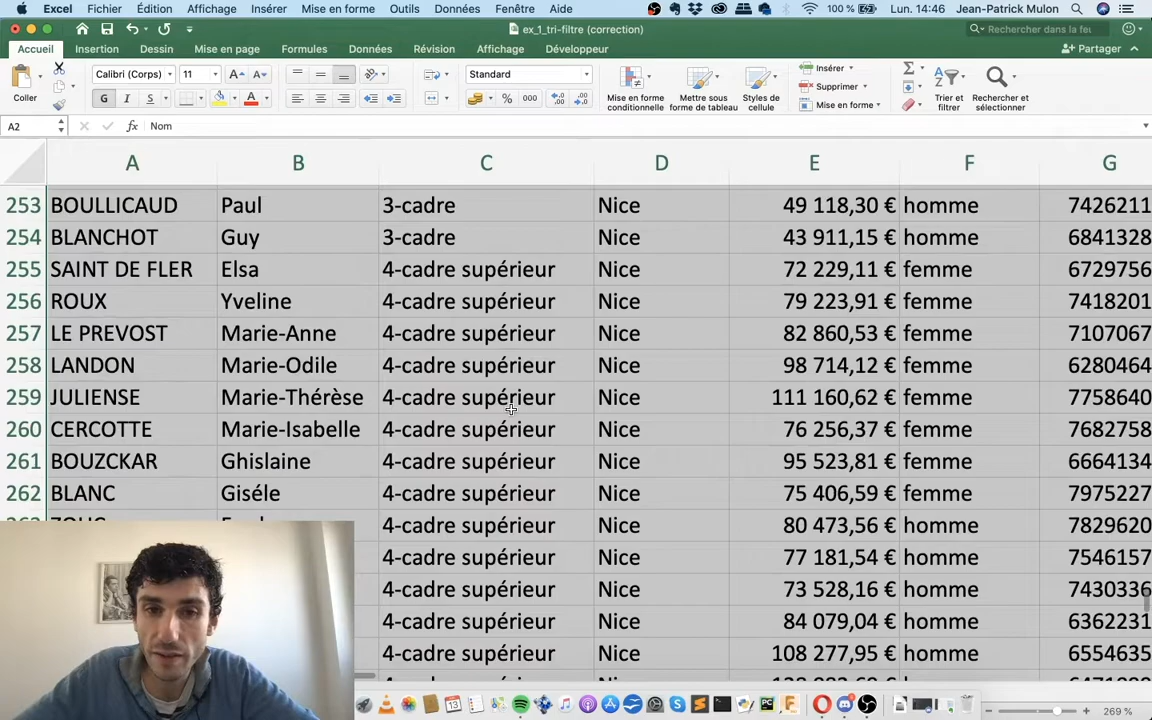 Excel Fichier Édition Affichage Insérer Mise en forme Outils Données Fenêtre Aide 100 % Lun. 14:46 Jean-Patrick Mulon
ex_1_tri-filtre (correction) Rechercher dans la feu
Accueil Insertion Dessin Mise en page Formules Données Révision Affichage Développeur Partager
Coller Calibri (Corps) 11 A A Standard Insérer
G I S A % 000 Mise en forme conditionnelle Mettre sous forme de tableau Styles de cellule Supprimer Mise en forme Trier et filtrer Rechercher et sélectionner
A2 fx Nom
A B C D E F G
253 BOULLICAUD Paul 3-cadre Nice 49 118,30 € homme 7426211
254 BLANCHOT Guy 3-cadre Nice 43 911,15 € homme 6841328
255 SAINT DE FLER Elsa 4-cadre supérieur Nice 72 229,11 € femme 6729756
256 ROUX Yveline 4-cadre supérieur Nice 79 223,91 € femme 7418201
257 LE PREVOST Marie-Anne 4-cadre supérieur Nice 82 860,53 € femme 7107067
258 LANDON Marie-Odile 4-cadre supérieur Nice 98 714,12 € femme 6280464
259 JULIENSE Marie-Thérèse 4-cadre supérieur Nice 111 160,62 € femme 7758640
260 CERCOTTE Marie-Isabelle 4-cadre supérieur Nice 76 256,37 € femme 7682758
261 BOUZCKAR Ghislaine 4-cadre supérieur Nice 95 523,81 € femme 6664134
262 BLANC Giséle 4-cadre supérieur Nice 75 406,59 € femme 7975227
4-cadre supérieur Nice 80 473,56 € homme 7829620
4-cadre supérieur Nice 77 181,54 € homme 7546157
4-cadre supérieur Nice 73 528,16 € homme 7430336
4-cadre supérieur Nice 84 079,04 € homme 6362231
4-cadre supérieur Nice 108 277,95 € homme 6554635
269 %